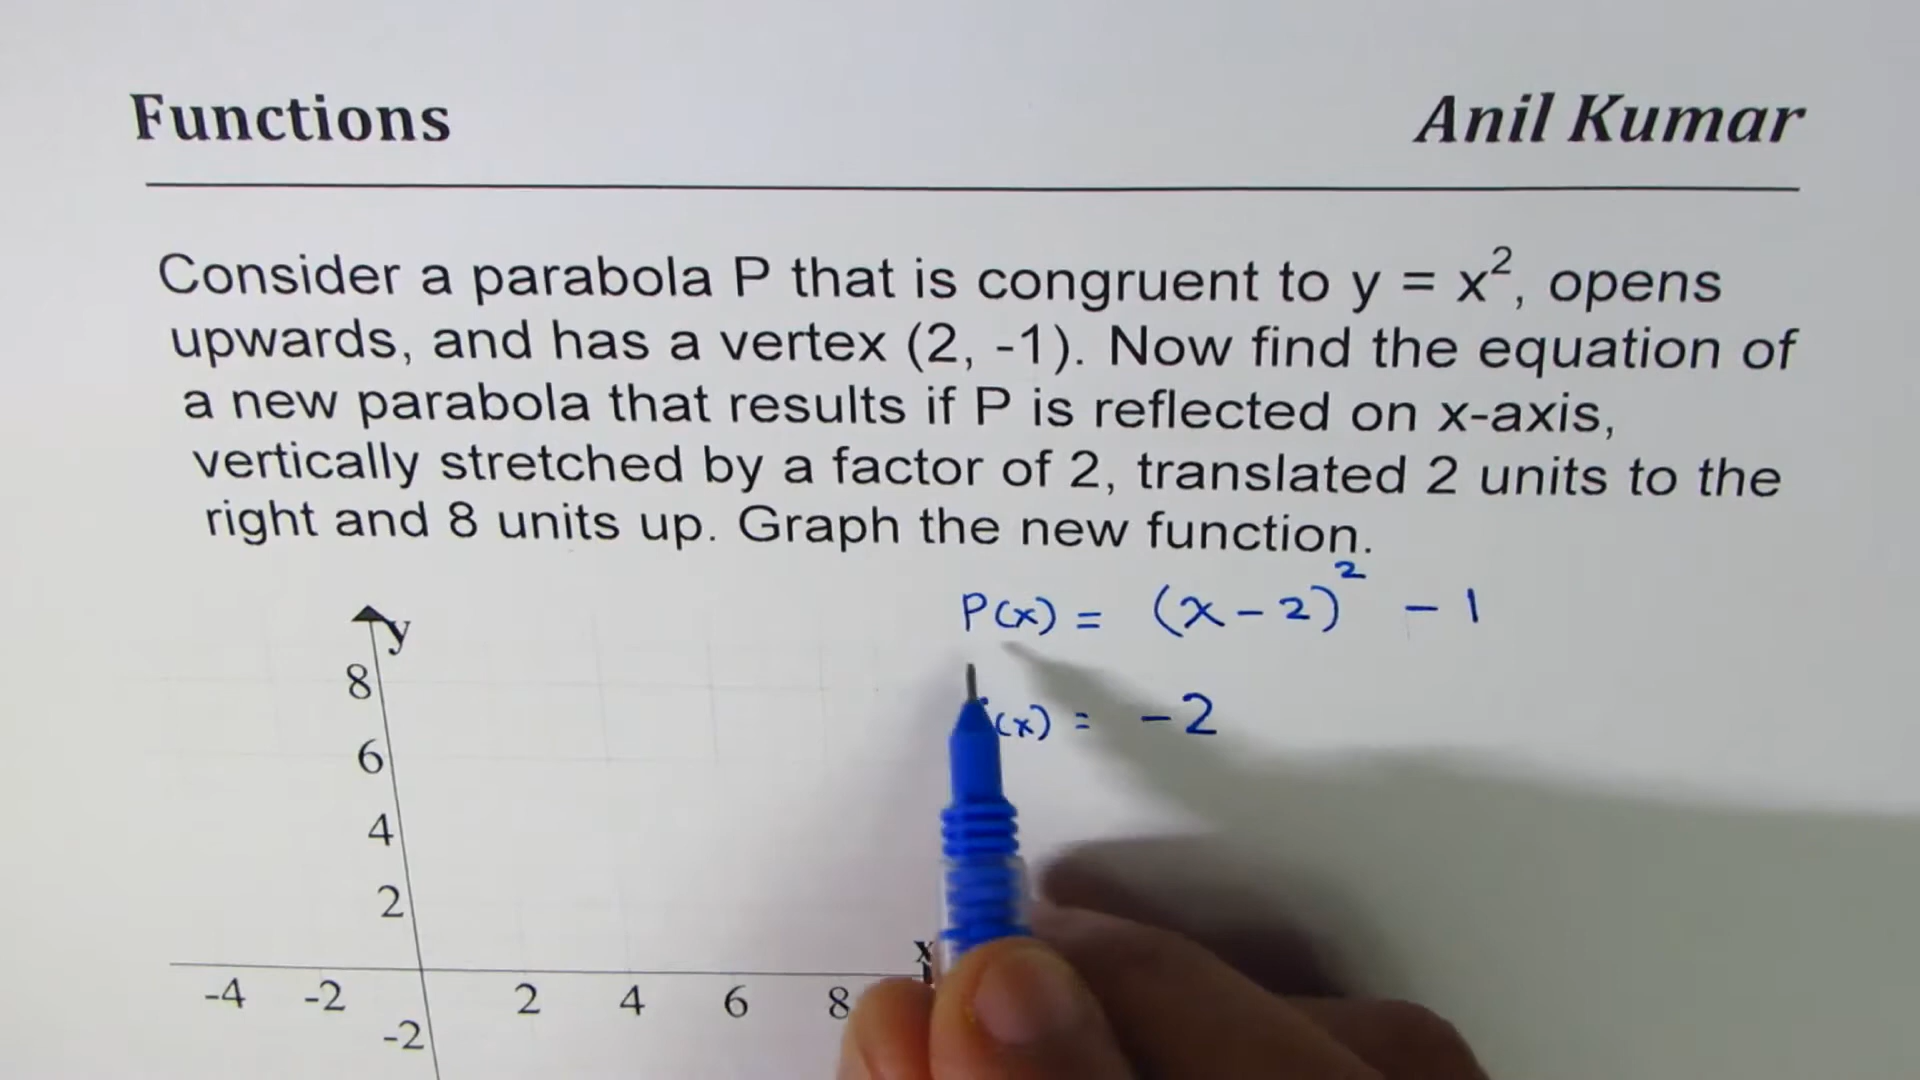 Functions
Anil Kumar
Consider a parabola P that is congruent to y = x², opens
upwards, and has a vertex (2, -1). Now find the equation of
a new parabola that results if P is reflected on x-axis,
vertically stretched by a factor of 2, translated 2 units to the
right and 8 units up. Graph the new function.
P(x) = (x - 2)² - 1
(x) = -2
y
8
6
4
2
x
-4 -2 2 4 6 8
-2